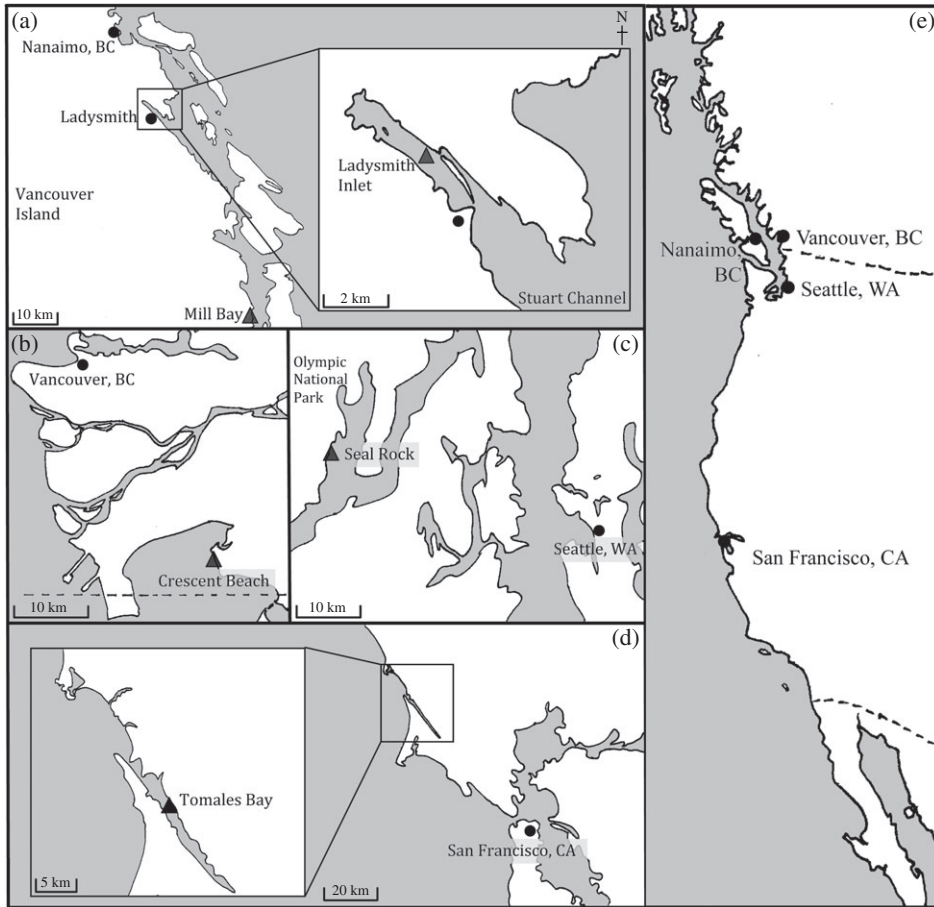 (a)
N
Nanaimo, BC
Ladysmith
Vancouver
Island
Ladysmith
Inlet
2 km
Stuart Channel
10 km
Mill Bay
(b)
Vancouver, BC
Crescent Beach
10 km
(c)
Olympic
National
Park
Seal Rock
Seattle, WA
10 km
(d)
Tomales Bay
5 km
20 km
San Francisco, CA
(e)
Vancouver, BC
Nanaimo,
BC
Seattle, WA
San Francisco, CA